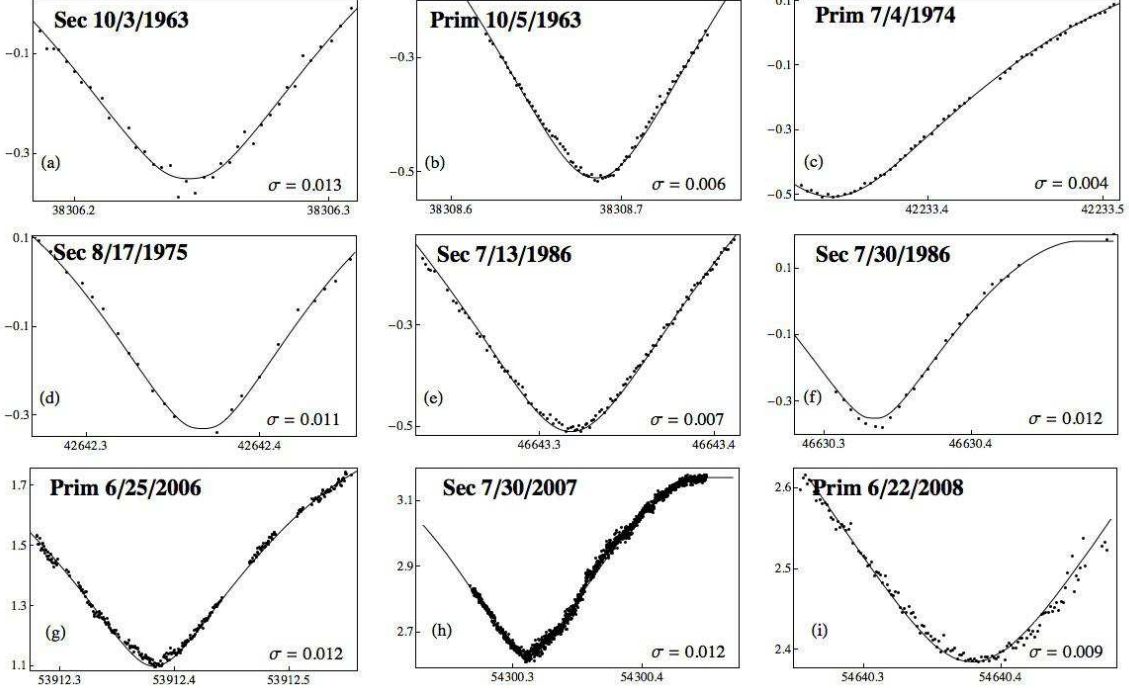 Sec 10/3/1963
−0.1
−0.3
(a)
σ = 0.013
38306.2
38306.3
Prim 10/5/1963
−0.3
−0.5
(b)
σ = 0.006
38308.6
38308.7
Prim 7/4/1974
0.1
−0.1
−0.3
−0.5
(c)
σ = 0.004
42233.4
42233.5
Sec 8/17/1975
0.1
−0.1
−0.3
(d)
σ = 0.011
42642.3
42642.4
Sec 7/13/1986
−0.3
−0.5
(e)
σ = 0.007
46643.3
46643.4
Sec 7/30/1986
0.1
−0.1
−0.3
(f)
σ = 0.012
46630.3
46630.4
Prim 6/25/2006
1.7
1.5
1.3
1.1
(g)
σ = 0.012
53912.3
53912.4
53912.5
Sec 7/30/2007
3.1
2.9
2.7
(h)
σ = 0.012
54300.3
54300.4
Prim 6/22/2008
2.6
2.5
2.4
(i)
σ = 0.009
54640.3
54640.4